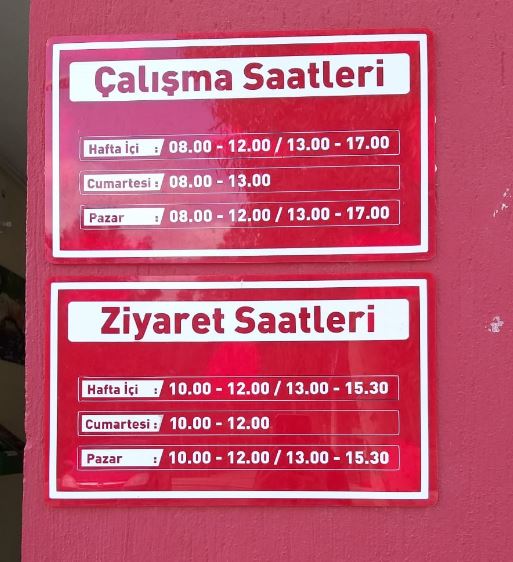 Çalışma Saatleri
Hafta İçi : 08.00 - 12.00 / 13.00 - 17.00
Cumartesi : 08.00 - 13.00
Pazar : 08.00 - 12.00 / 13.00 - 17.00
Ziyaret Saatleri
Hafta İçi : 10.00 - 12.00 / 13.00 - 15.30
Cumartesi : 10.00 - 12.00
Pazar : 10.00 - 12.00 / 13.00 - 15.30